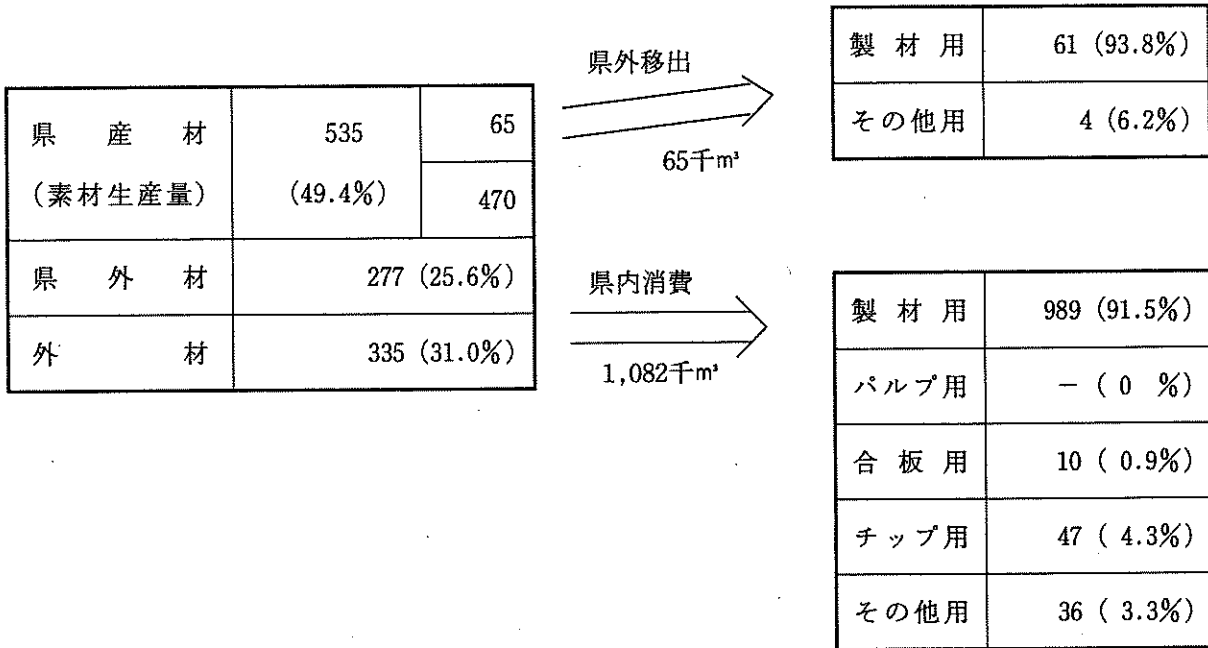 県産材 535 65
(素材生産量) (49.4%) 470
県外材 277 (25.6%)
外材 335 (31.0%)
県外移出
65千m³
県内消費
1,082千m³
製材用 61 (93.8%)
その他用 4 (6.2%)
製材用 989 (91.5%)
パルプ用 － ( 0 %)
合板用 10 ( 0.9%)
チップ用 47 ( 4.3%)
その他用 36 ( 3.3%)